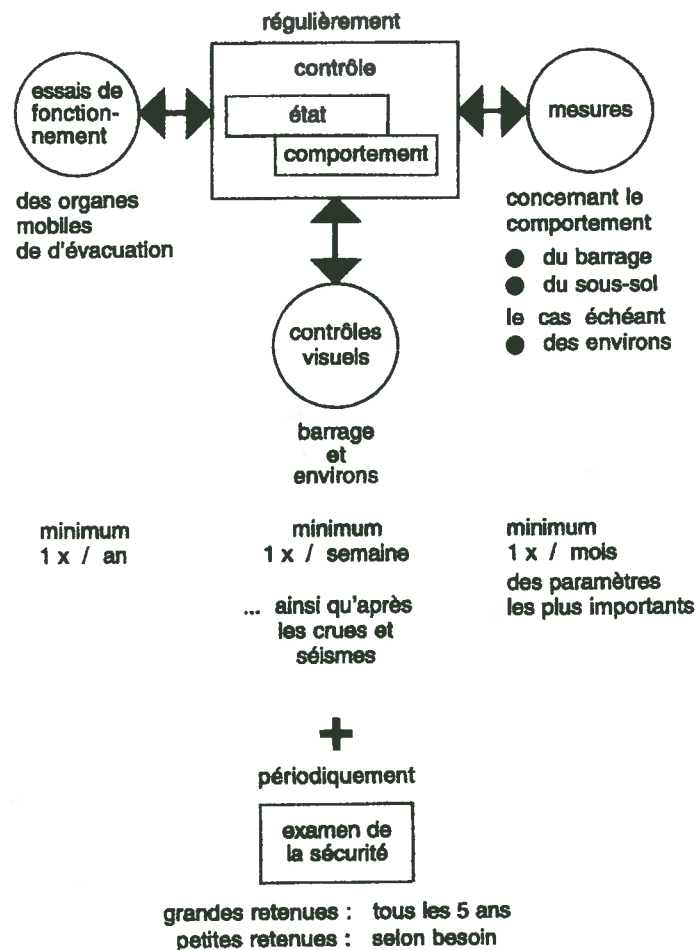 régulièrement
contrôle
état
comportement
essais de
fonction-
nement
des organes
mobiles
de d'évacuation
mesures
concernant le
comportement
● du barrage
● du sous-sol
le cas échéant
● des environs
contrôles
visuels
barrage
et
environs
minimum
1 x / an
minimum
1 x / semaine
... ainsi qu'après
les crues et
séismes
minimum
1 x / mois
des paramètres
les plus importants
+
périodiquement
examen de
la sécurité
grandes retenues : tous les 5 ans
petites retenues : selon besoin